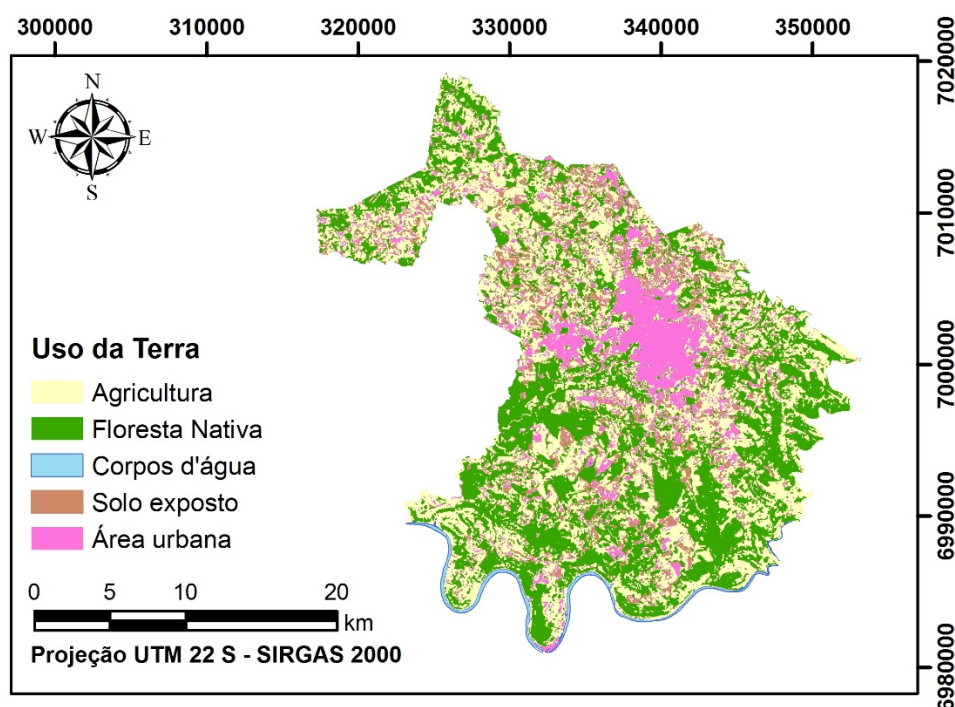 300000 310000 320000 330000 340000 350000
7020000
N
W E
S
7010000
Uso da Terra
7000000
Agricultura
Floresta Nativa
Corpos d'água
Solo exposto
6990000
Área urbana
0 5 10 20
km
Projeção UTM 22 S - SIRGAS 2000
6980000